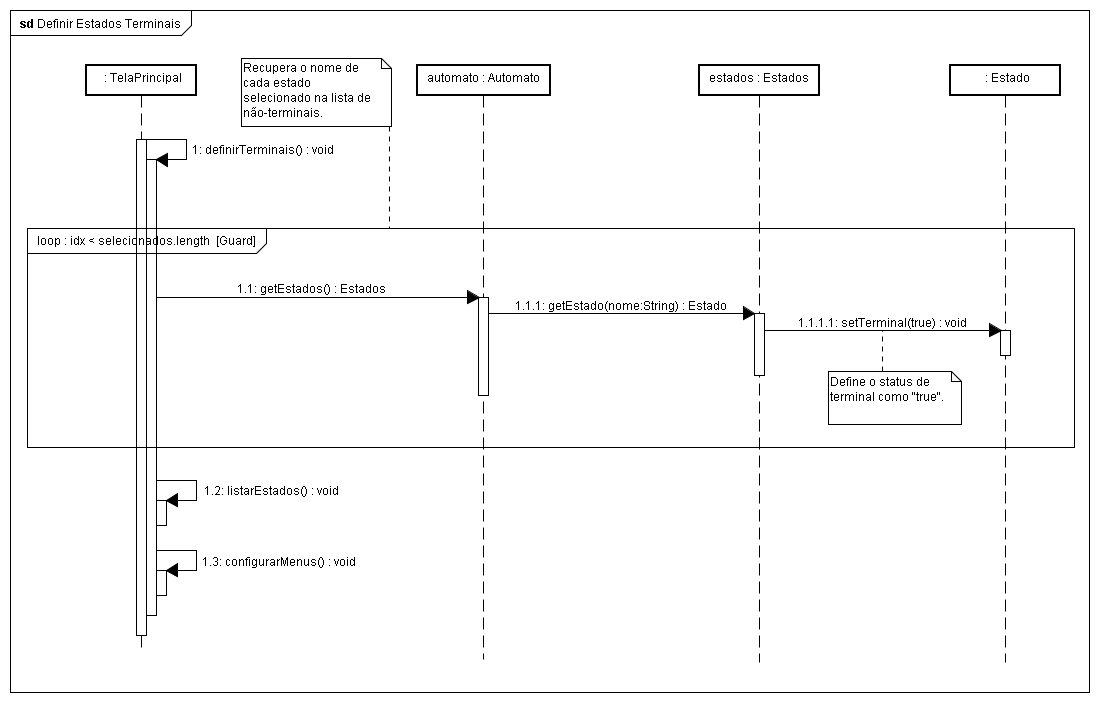 sd Definir Estados Terminais
: TelaPrincipal
Recupera o nome de
cada estado
selecionado na lista de
não-terminais.
automato : Automato
estados : Estados
: Estado
1: definirTerminais() : void
loop : idx < selecionados.length [Guard]
1.1: getEstados() : Estados
1.1.1: getEstado(nome:String) : Estado
1.1.1.1: setTerminal(true) : void
Define o status de
terminal como "true".
1.2: listarEstados() : void
1.3: configurarMenus() : void